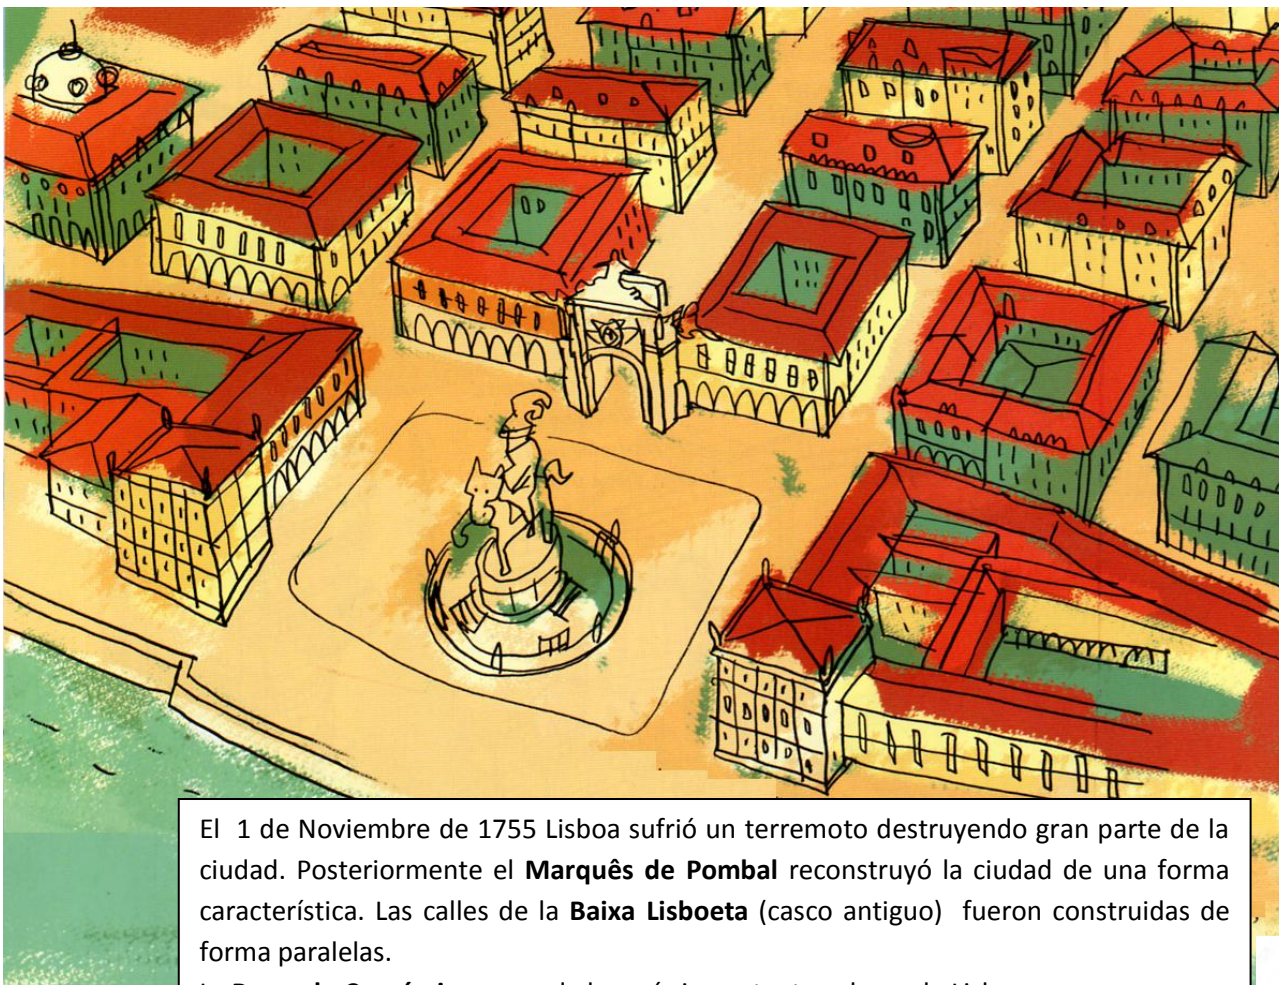 El 1 de Noviembre de 1755 Lisboa sufrió un terremoto destruyendo gran parte de la
ciudad. Posteriormente el Marquês de Pombal reconstruyó la ciudad de una forma
característica. Las calles de la Baixa Lisboeta (casco antiguo) fueron construidas de
forma paralelas.